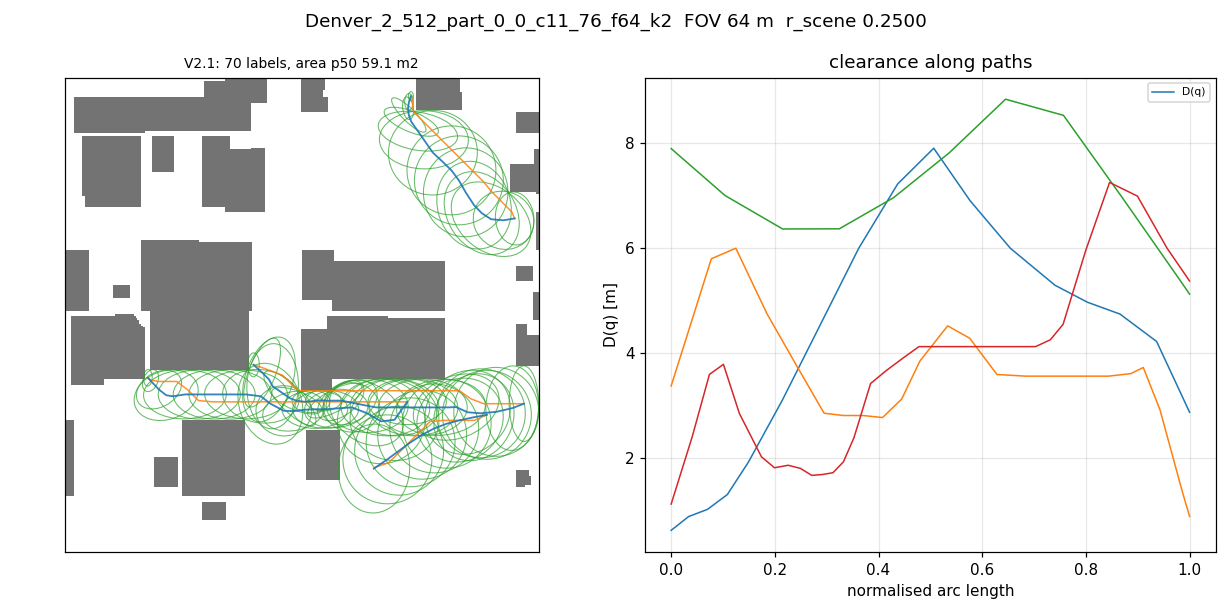 Denver_2_512_part_0_0_c11_76_f64_k2  FOV 64 m  r_scene 0.2500
V2.1: 70 labels, area p50 59.1 m2
clearance along paths
D(q)
D(q) [m]
8
6
4
2
0.0 0.2 0.4 0.6 0.8 1.0
normalised arc length